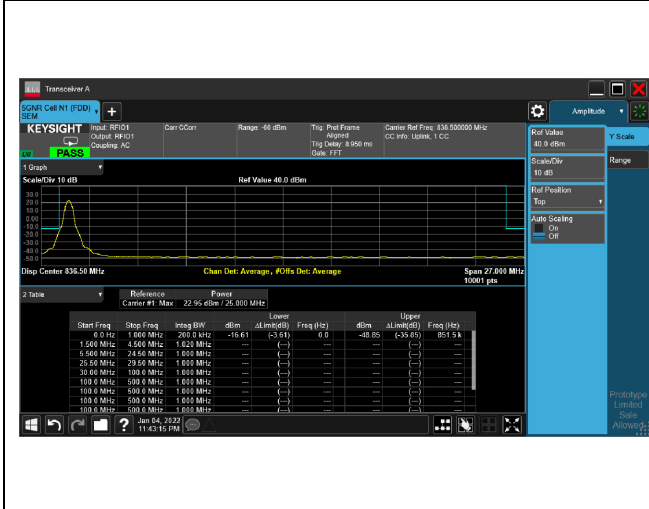 Transceiver A
5GNR Cell N1 (FDD)
SEM
Amplitude
KEYSIGHT
PASS
Input: RFIO1
Output: RFIO1
Coupling: AC
Corr CCorr
Range: -66 dBm
Trig: Prot Frame
Aligned
Trig Delay: 8.950 ms
Gate: FFT
Carrier Ref Freq: 836.500000 MHz
CC Info: Uplink, 1 CC
Ref Value
40.0 dBm
Y Scale
1 Graph
Scale/Div 10 dB
Ref Value 40.0 dBm
Scale/Div
10 dB
Range
Ref Position
Top
Auto Scaling
On
Off
30.0
20.0
10.0
0.00
-10.0
-20.0
-30.0
-40.0
-50.0
Disp Center 836.50 MHz
Chan Det: Average, #Offs Det: Average
Span 27.000 MHz
10001 pts
2 Table
Reference Power
Carrier #1: Max 22.95 dBm / 25.000 MHz
Lower Upper
Start Freq Stop Freq Integ BW dBm ΔLimit(dB) Freq (Hz) dBm ΔLimit(dB) Freq (Hz)
0.0 Hz 1.000 MHz 200.0 kHz -16.61 (-3.61) 0.0 -48.85 (-35.85) 851.5 k
1.500 MHz 4.500 MHz 1.020 MHz --- (---) --- --- (---) ---
5.500 MHz 24.50 MHz 1.000 MHz --- (---) --- --- (---) ---
25.50 MHz 29.50 MHz 1.000 MHz --- (---) --- --- (---) ---
30.00 MHz 100.0 MHz 1.000 MHz --- (---) --- --- (---) ---
100.0 MHz 500.0 MHz 1.000 MHz --- (---) --- --- (---) ---
100.0 MHz 500.0 MHz 1.000 MHz --- (---) --- --- (---) ---
100.0 MHz 500.0 MHz 1.000 MHz --- (---) --- --- (---) ---
100.0 MHz 500.0 MHz 1.000 MHz --- (---) --- --- (---) ---
Prototype
Limited
Sale
Allowed
Jan 04, 2022
11:43:15 PM